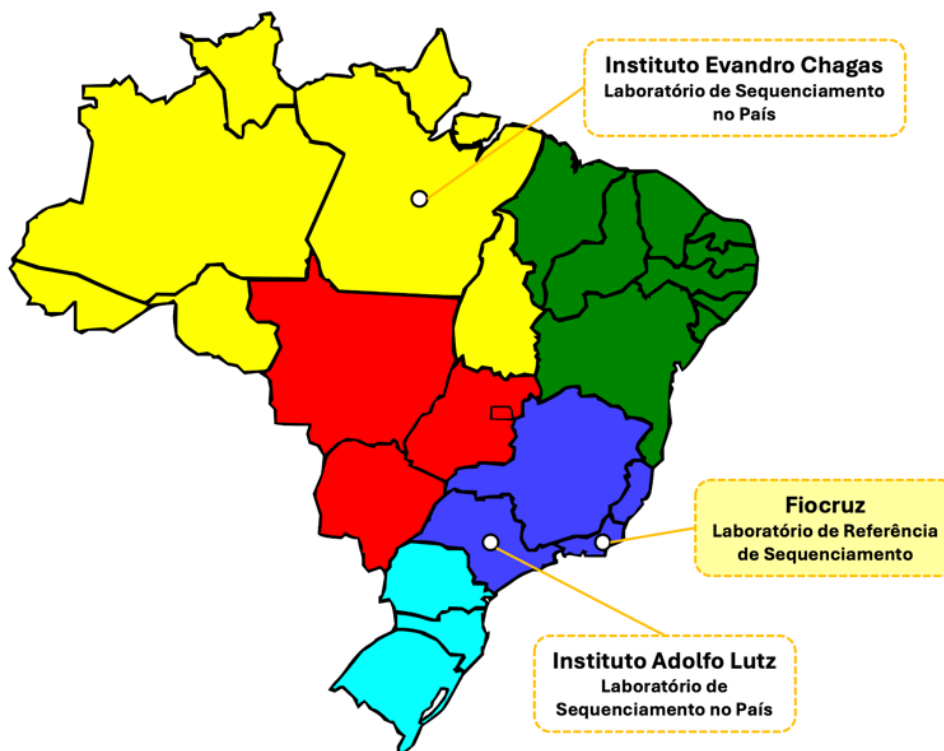 Instituto Evandro Chagas
Laboratório de Sequenciamento
no País
Fiocruz
Laboratório de Referência
de Sequenciamento
Instituto Adolfo Lutz
Laboratório de
Sequenciamento no País